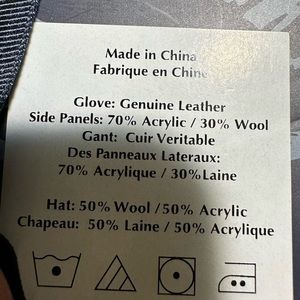 Made in China
Fabrique en Chine
Glove: Genuine Leather
Side Panels: 70% Acrylic / 30% Wool
Gant: Cuir Veritable
Des Panneaux Lateraux:
70% Acrylique / 30% Laine
Hat: 50% Wool / 50% Acrylic
Chapeau: 50% Laine / 50% Acrylique